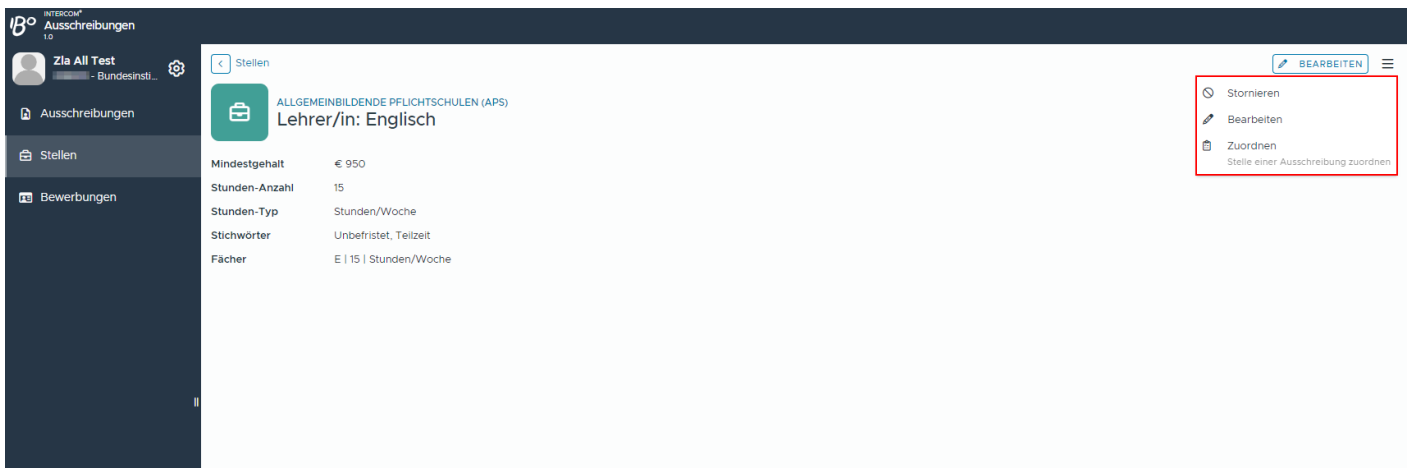 INTERCOM®
Ausschreibungen
1.0
Zla All Test
- Bundesinsti...
Ausschreibungen
Stellen
Bewerbungen
Stellen
BEARBEITEN
ALLGEMEINBILDENDE PFLICHTSCHULEN (APS)
Lehrer/in: Englisch
Mindestgehalt € 950
Stunden-Anzahl 15
Stunden-Typ Stunden/Woche
Stichwörter Unbefristet, Teilzeit
Fächer E | 15 | Stunden/Woche
Stornieren
Bearbeiten
Zuordnen
Stelle einer Ausschreibung zuordnen